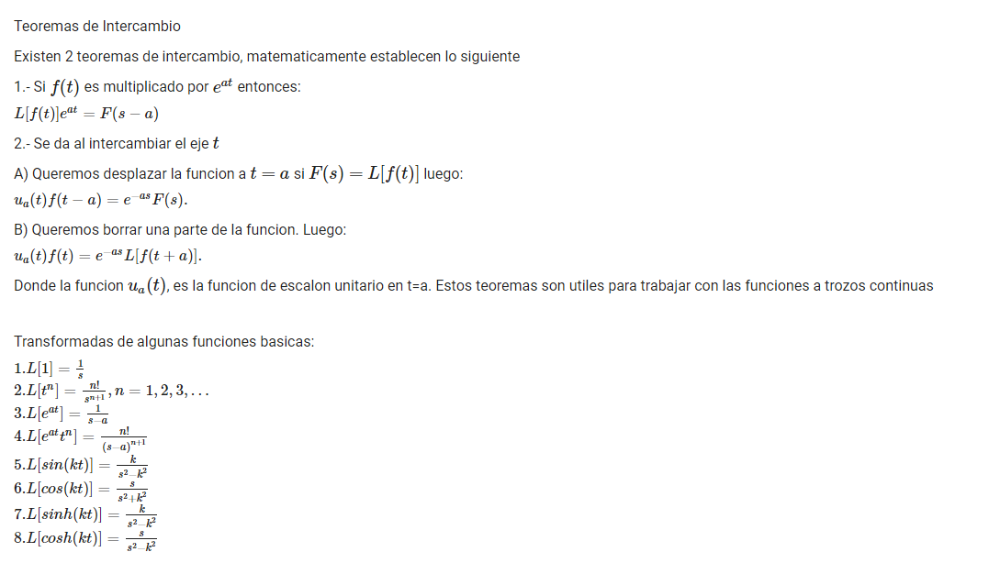 Teoremas de Intercambio
Existen 2 teoremas de intercambio, matematicamente establecen lo siguiente
1.- Si $f(t)$ es multiplicado por $e^{at}$ entonces:
$L[f(t)]e^{at} = F(s-a)$
2.- Se da al intercambiar el eje $t$
A) Queremos desplazar la funcion a $t = a$ si $F(s) = L[f(t)]$ luego:
$u_a(t)f(t-a) = e^{-as}F(s).$
B) Queremos borrar una parte de la funcion. Luego:
$u_a(t)f(t) = e^{-as}L[f(t+a)].$
Donde la funcion $u_a(t)$, es la funcion de escalon unitario en t=a. Estos teoremas son utiles para trabajar con las funciones a trozos continuas
Transformadas de algunas funciones basicas:
$1.L[1] = \frac{1}{s}$
$2.L[t^n] = \frac{n!}{s^{n+1}}, n = 1, 2, 3, \ldots$
$3.L[e^{at}] = \frac{1}{s-a}$
$4.L[e^{at}t^n] = \frac{n!}{(s-a)^{n+1}}$
$5.L[sin(kt)] = \frac{k}{s^2-k^2}$
$6.L[cos(kt)] = \frac{s}{s^2+k^2}$
$7.L[sinh(kt)] = \frac{k}{s^2-k^2}$
$8.L[cosh(kt)] = \frac{s}{s^2-k^2}$